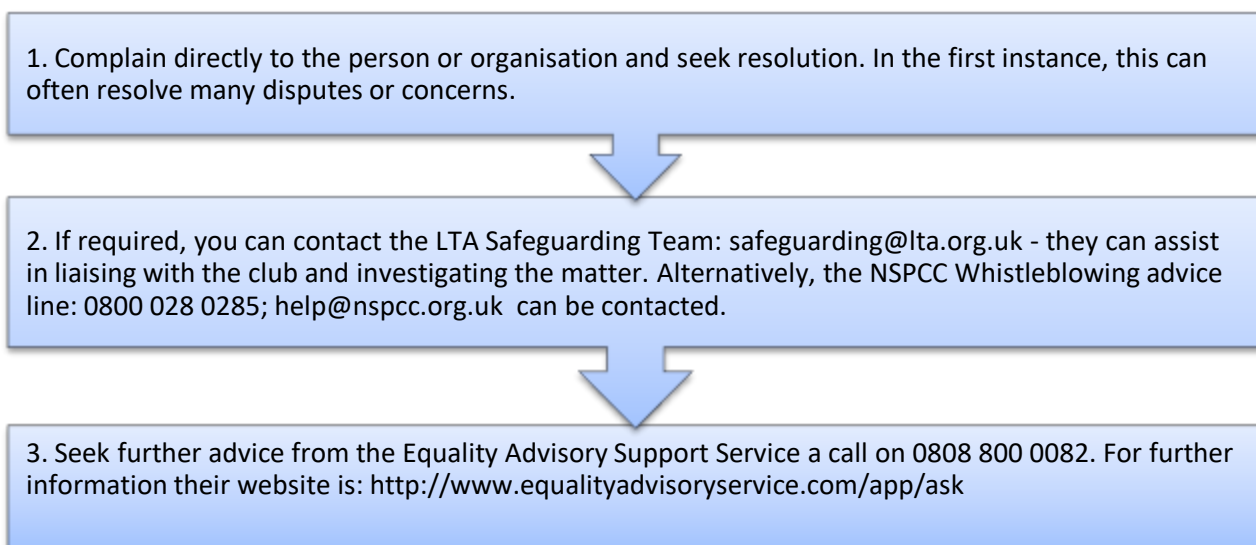 1. Complain directly to the person or organisation and seek resolution. In the first instance, this can
often resolve many disputes or concerns.
2. If required, you can contact the LTA Safeguarding Team: safeguarding@lta.org.uk - they can assist
in liaising with the club and investigating the matter. Alternatively, the NSPCC Whistleblowing advice
line: 0800 028 0285; help@nspcc.org.uk  can be contacted.
3. Seek further advice from the Equality Advisory Support Service a call on 0808 800 0082. For further
information their website is: http://www.equalityadvisoryservice.com/app/ask